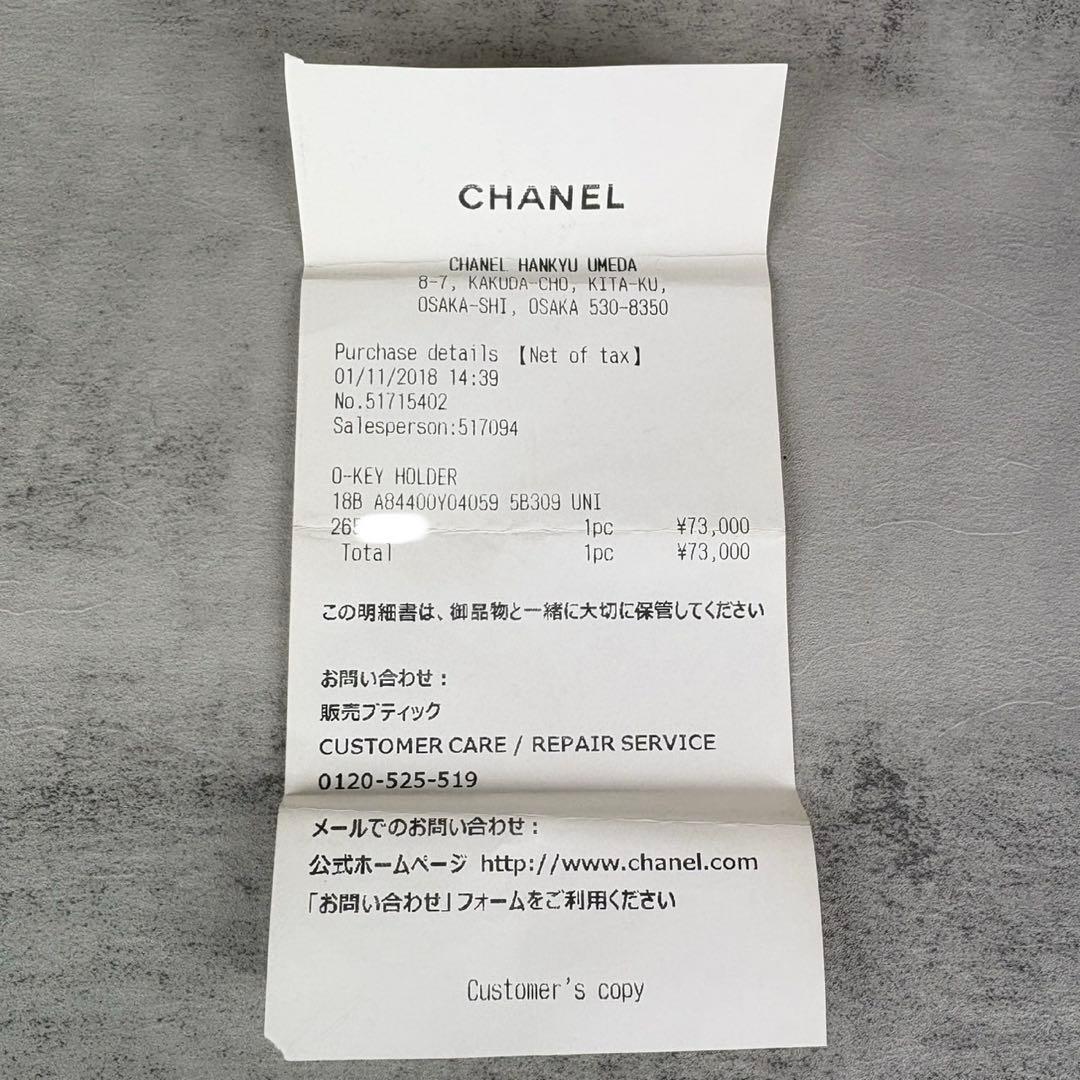 CHANEL
CHANEL HANKYU UMEDA
8-7, KAKUDA-CHO, KITA-KU,
OSAKA-SHI, OSAKA 530-8350
Purchase details 【Net of tax】
01/11/2018 14:39
No.51715402
Salesperson:517094
O-KEY HOLDER
18B A84400Y04059 5B309 UNI
265 1pc ¥73,000
Total 1pc ¥73,000
この明細書は、御品物と一緒に大切に保管してください
お問い合わせ：
販売ブティック
CUSTOMER CARE / REPAIR SERVICE
0120-525-519
メールでのお問い合わせ：
公式ホームページ http://www.chanel.com
「お問い合わせ」フォームをご利用ください
Customer's copy